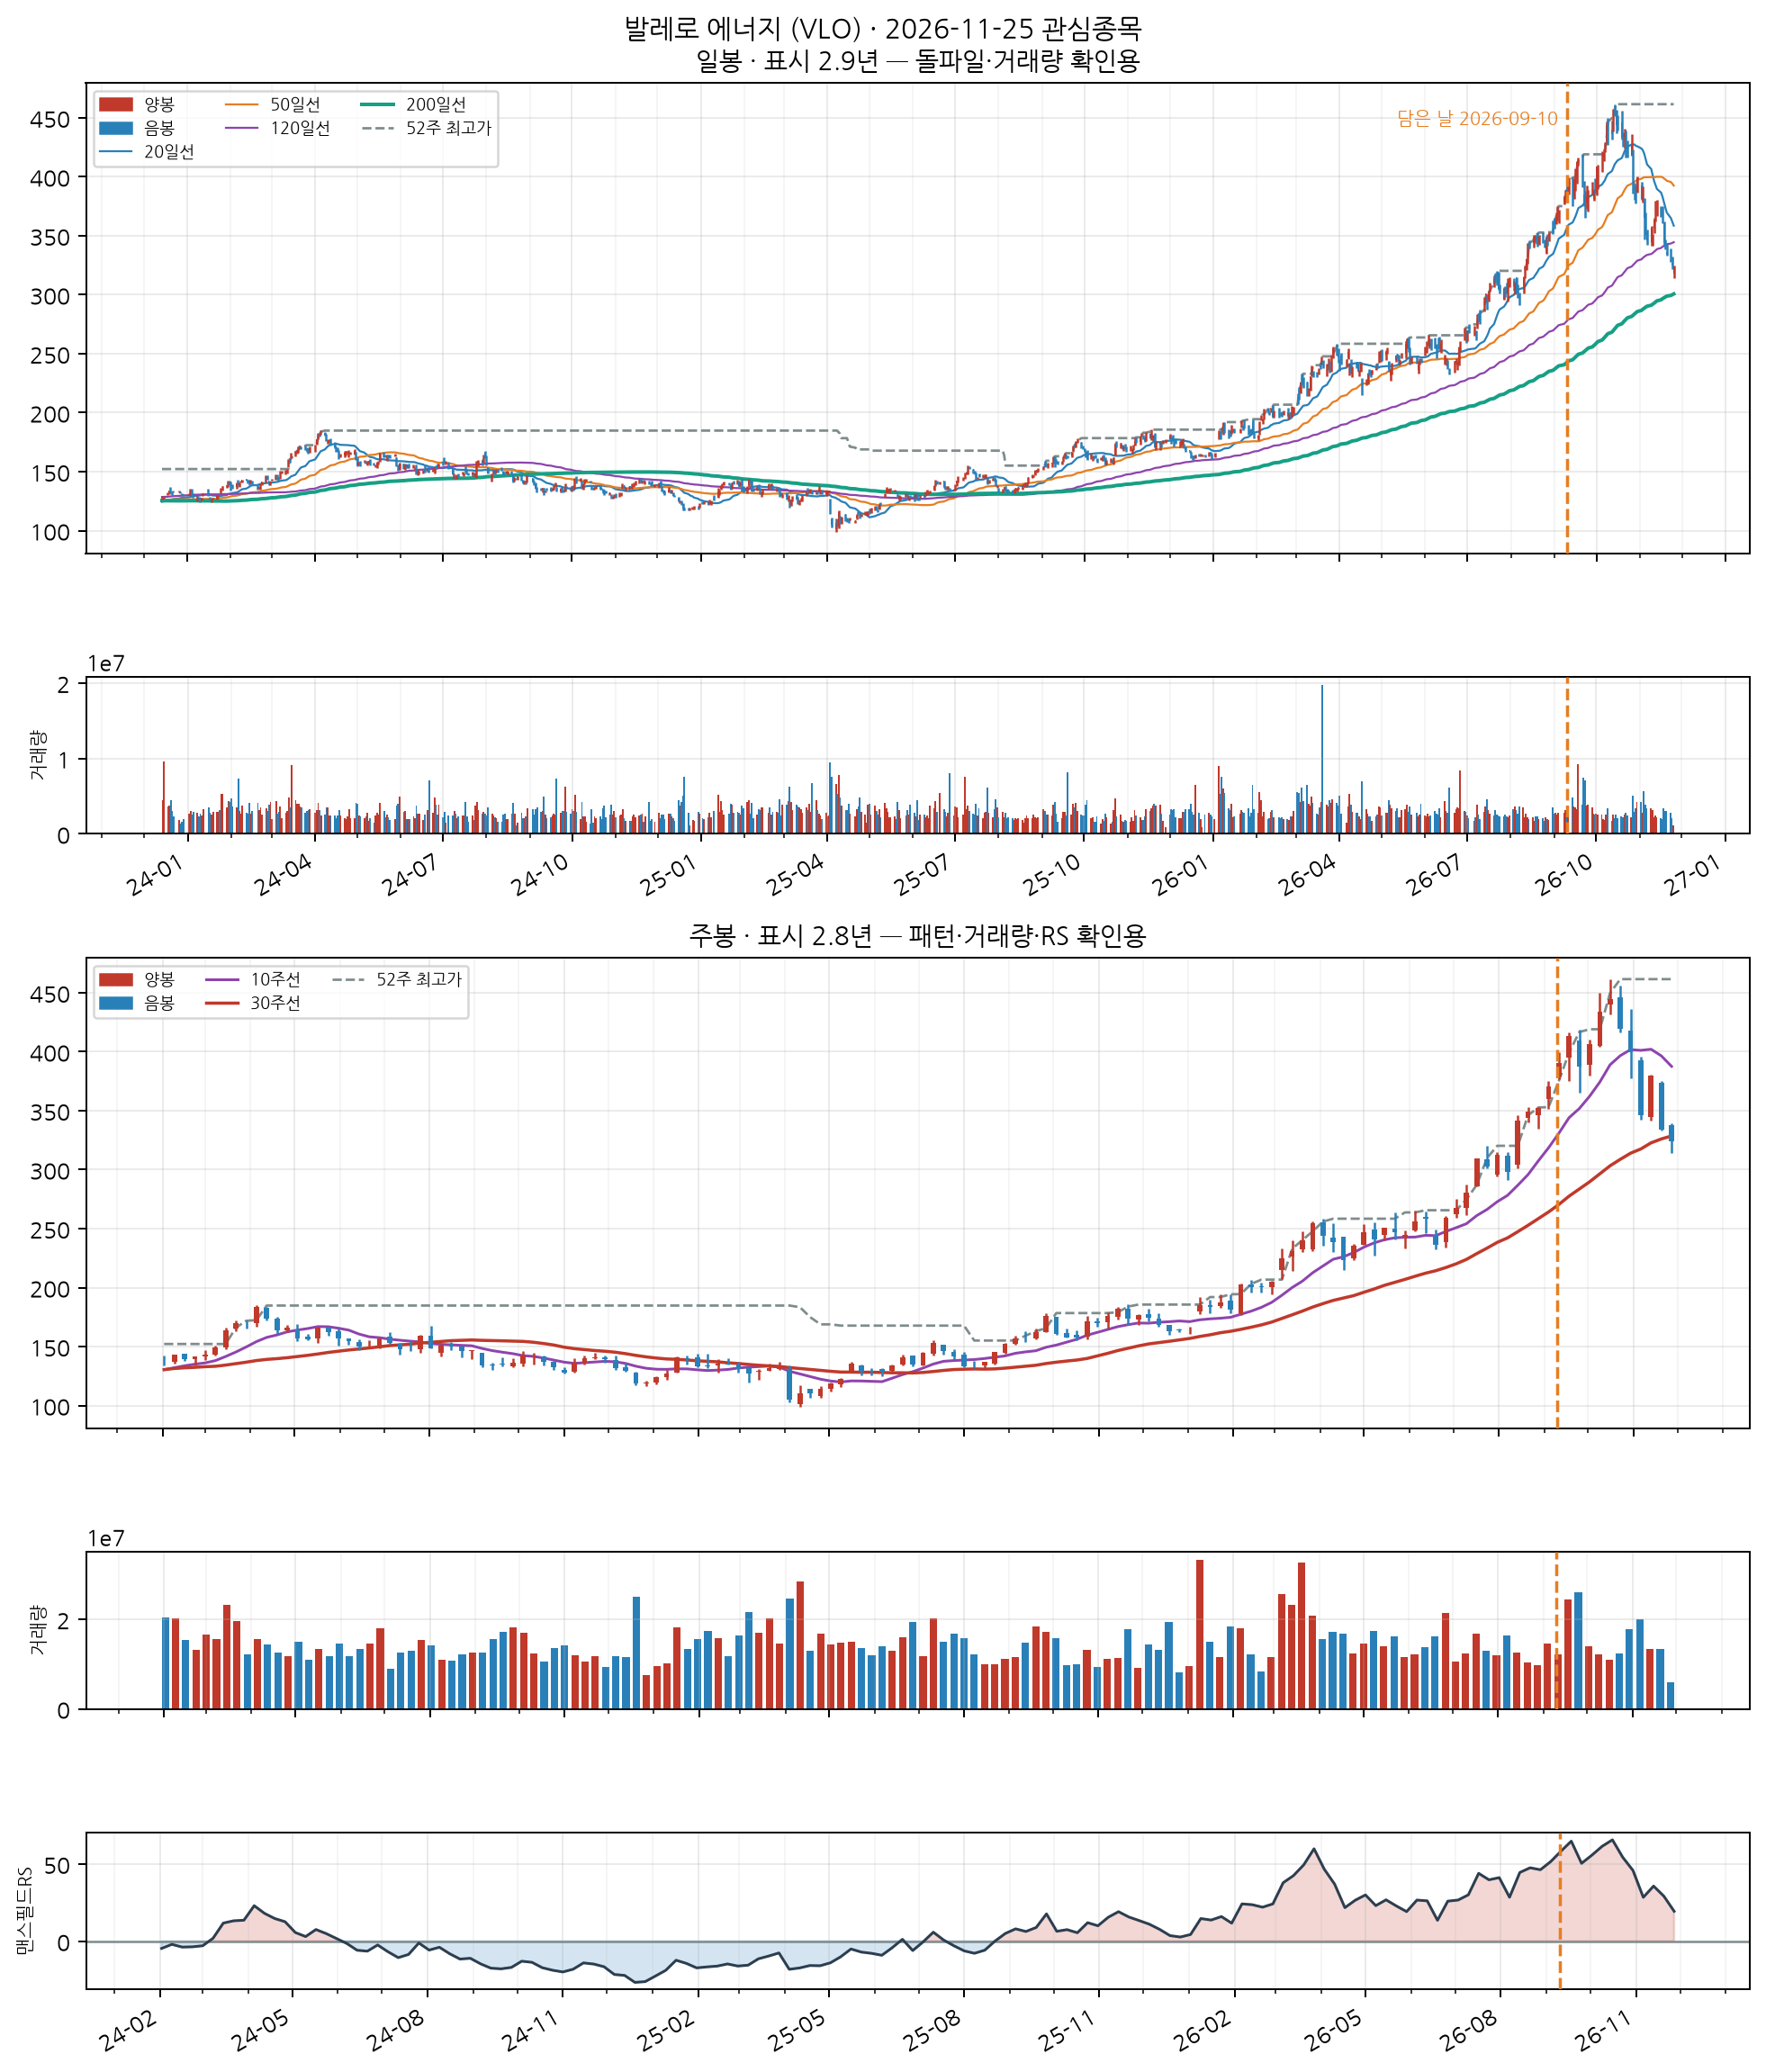 발레로 에너지 (VLO) · 2026-11-25 관심종목
일봉 · 표시 2.9년 — 돌파일·거래량 확인용
양봉
음봉
20일선
50일선
120일선
200일선
52주 최고가
담은 날 2026-09-10
450
400
350
300
250
200
150
100
1e7
거래량
2
1
0
24-01
24-04
24-07
24-10
25-01
25-04
25-07
25-10
26-01
26-04
26-07
26-10
27-01
주봉 · 표시 2.8년 — 패턴·거래량·RS 확인용
양봉
음봉
10주선
30주선
52주 최고가
450
400
350
300
250
200
150
100
1e7
거래량
2
0
맨스필드RS
50
0
24-02
24-05
24-08
24-11
25-02
25-05
25-08
25-11
26-02
26-05
26-08
26-11